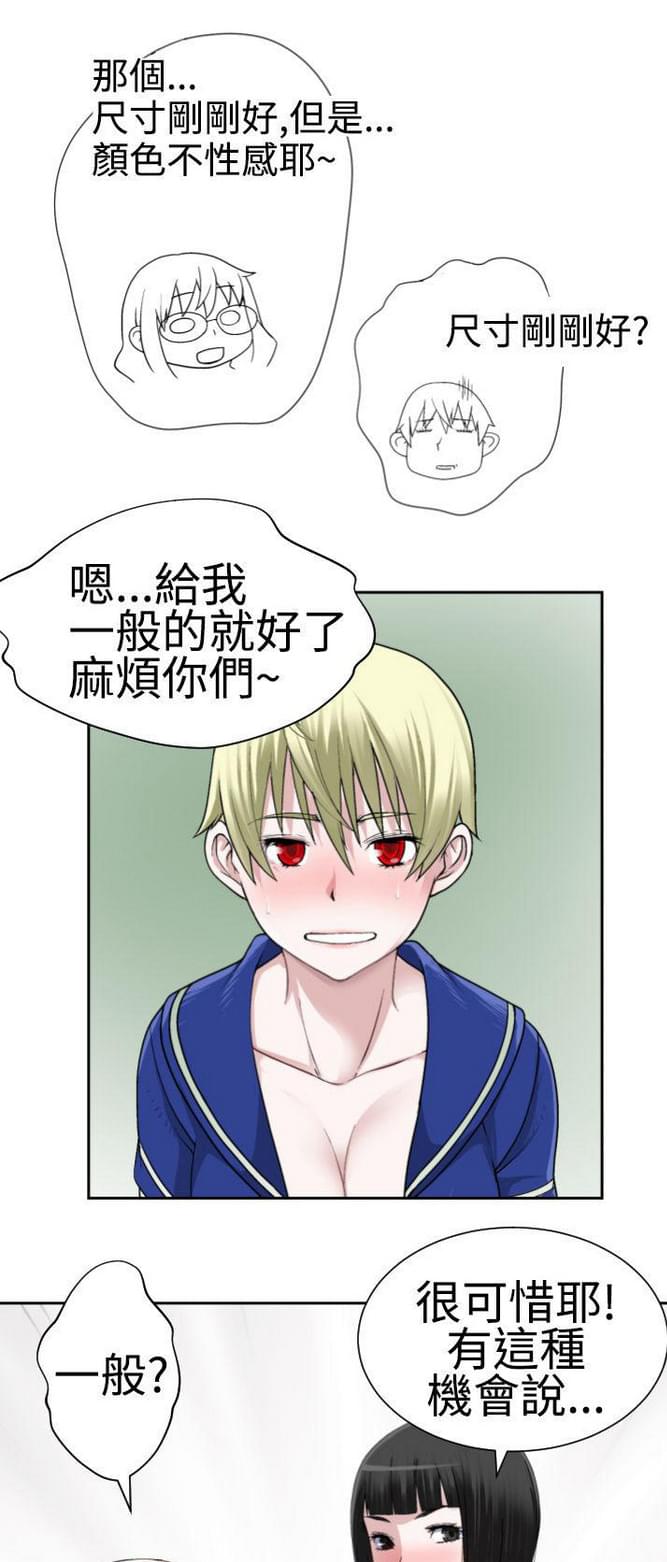 那個...
尺寸剛剛好,但是...
顏色不性感耶~
尺寸剛剛好?
嗯...給我
一般的就好了
麻煩你們~
一般?
很可惜耶!
有這種
機會說...